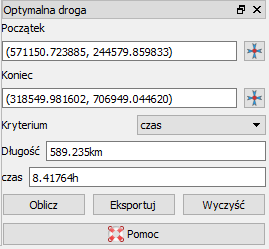 Optymalna droga
Początek
(571150.723885, 244579.859833)
Koniec
(318549.981602, 706949.044620)
Kryterium czas
Długość 589.235km
czas 8.41764h
Oblicz Eksportuj Wyczyść
Pomoc